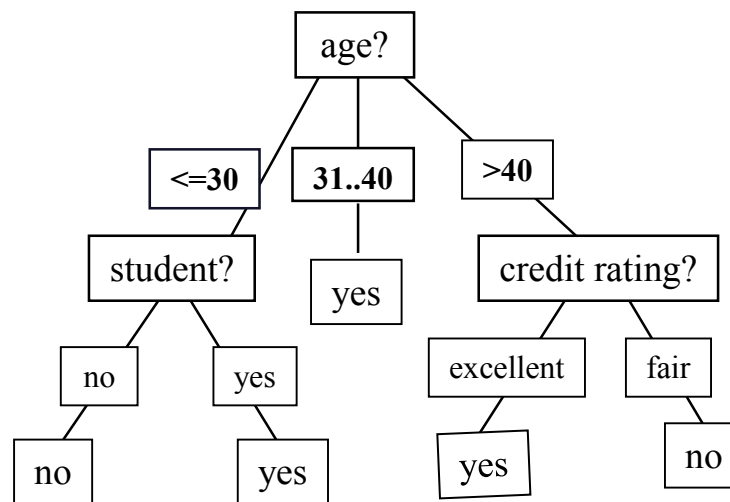 age?
<=30
31..40
>40
student?
yes
credit rating?
no
yes
excellent
fair
no
yes
yes
no